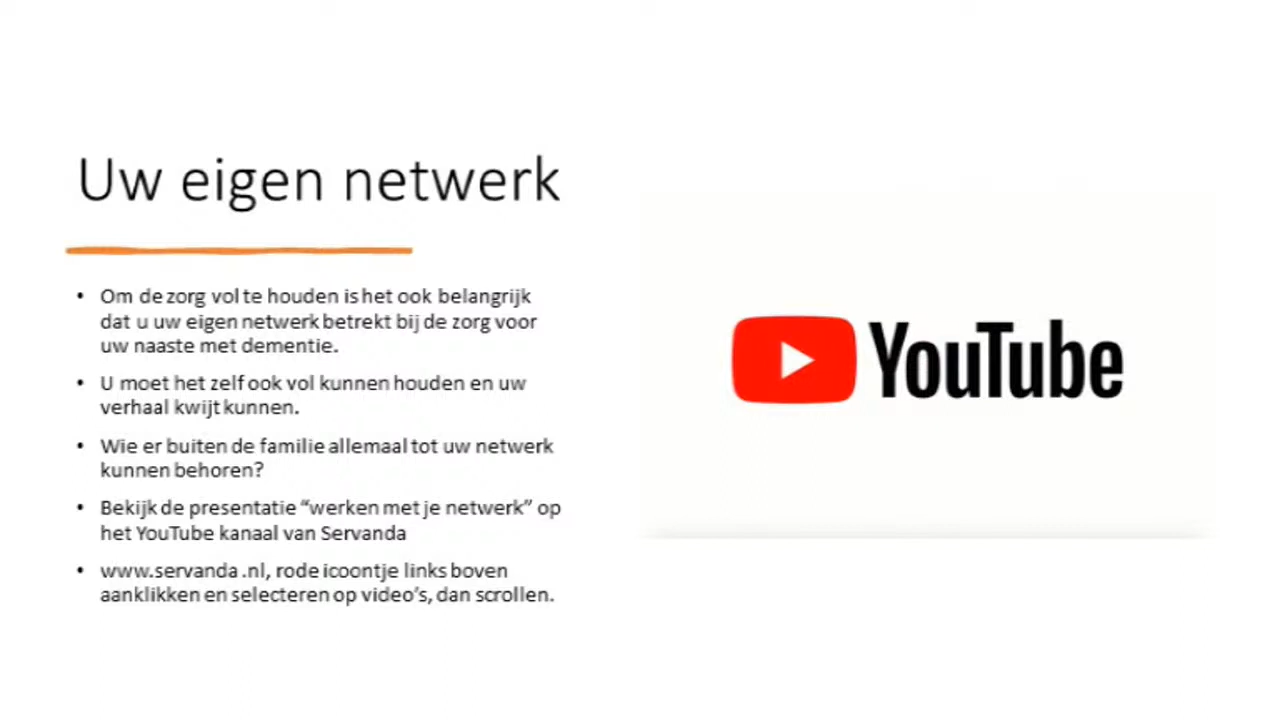 Uw eigen netwerk
• Om de zorg vol te houden is het ook belangrijk
dat u uw eigen netwerk betrekt bij de zorg voor
uw naaste met dementie.
• U moet het zelf ook vol kunnen houden en uw
verhaal kwijt kunnen.
• Wie er buiten de familie allemaal tot uw netwerk
kunnen behoren?
• Bekijk de presentatie “werken met je netwerk” op
het YouTube kanaal van Servanda
• www.servanda .nl, rode icoontje links boven
aanklikken en selecteren op video’s, dan scrollen.
YouTube